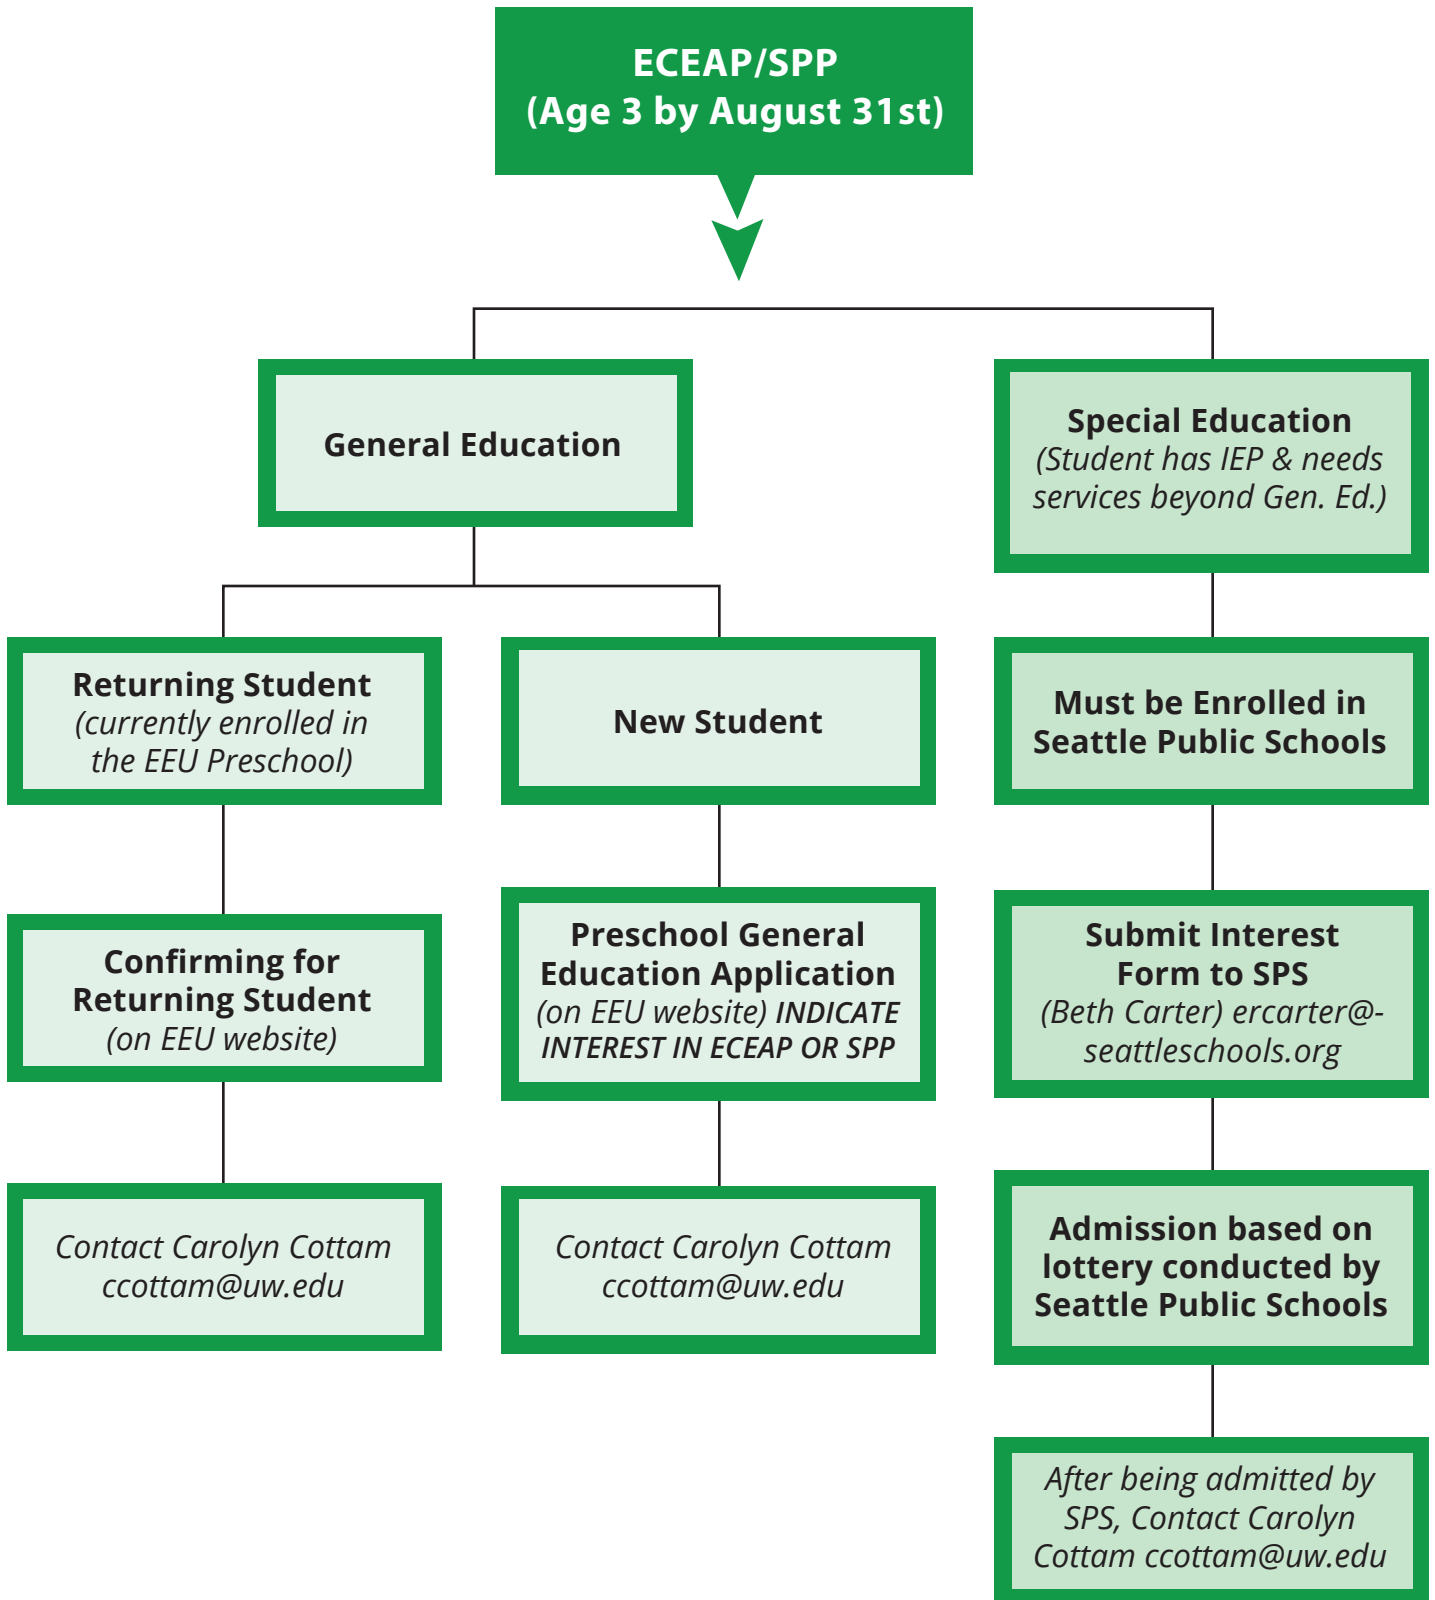 ECEAP/SPP
(Age 3 by August 31st)
General Education
Special Education
(Student has IEP & needs
services beyond Gen. Ed.)
Returning Student
(currently enrolled in
the EEU Preschool)
New Student
Must be Enrolled in
Seattle Public Schools
Confirming for
Returning Student
(on EEU website)
Preschool General
Education Application
(on EEU website) INDICATE
INTEREST IN ECEAP OR SPP
Submit Interest
Form to SPS
(Beth Carter) ercarter@-
seattleschools.org
Contact Carolyn Cottam
ccottam@uw.edu
Contact Carolyn Cottam
ccottam@uw.edu
Admission based on
lottery conducted by
Seattle Public Schools
After being admitted by
SPS, Contact Carolyn
Cottam ccottam@uw.edu